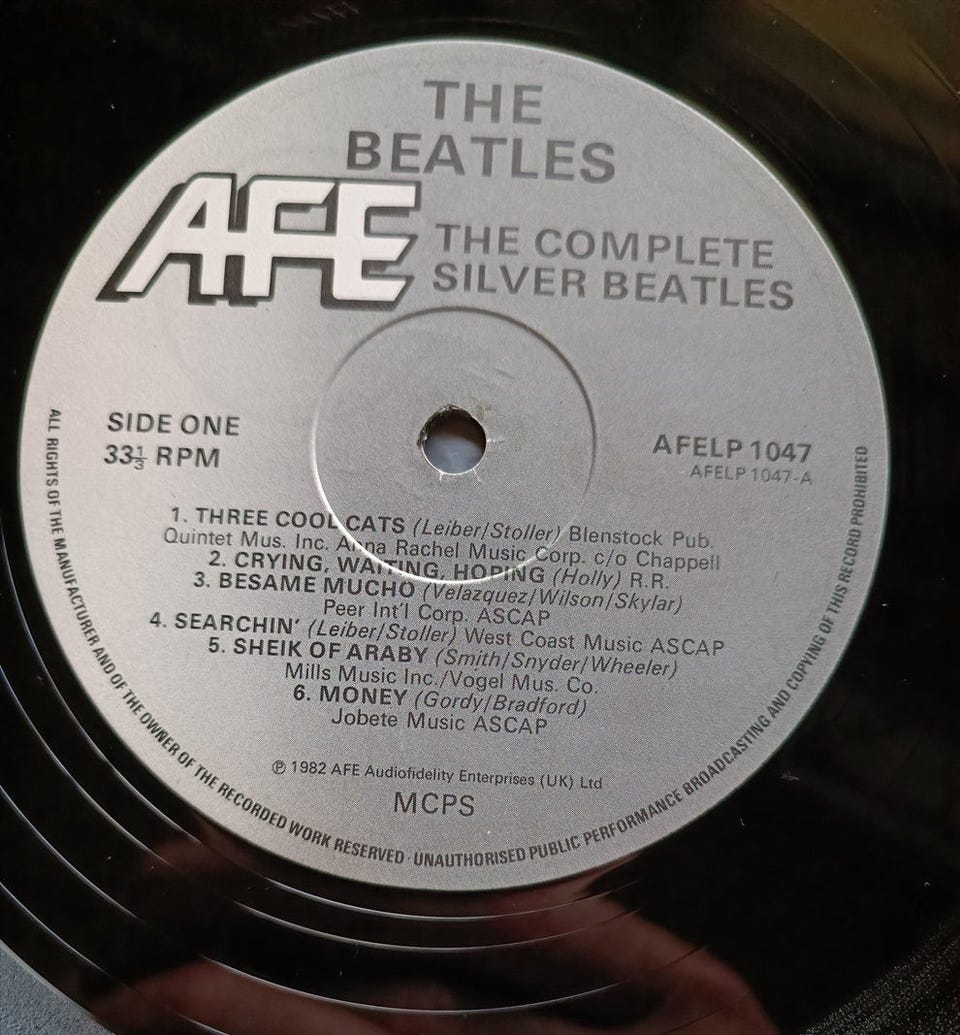 THE
BEATLES
AFE
THE COMPLETE
SILVER BEATLES
SIDE ONE
33⅓ RPM
AFELP 1047
AFELP 1047-A
1. THREE COOL CATS (Leiber/Stoller) Blenstock Pub.
Quintet Mus. Inc. Anna Rachel Music Corp. c/o Chappell
2. CRYING, WAITING, HOPING (Holly) R.R.
3. BESAME MUCHO (Velazquez/Wilson/Skylar)
Peer Int'l Corp. ASCAP
4. SEARCHIN' (Leiber/Stoller) West Coast Music ASCAP
5. SHEIK OF ARABY (Smith/Snyder/Wheeler)
Mills Music Inc./Vogel Mus. Co.
6. MONEY (Gordy/Bradford)
Jobete Music ASCAP
℗ 1982 AFE Audiofidelity Enterprises (UK) Ltd
MCPS
ALL RIGHTS OF THE MANUFACTURER AND OF THE OWNER OF THE RECORDED WORK RESERVED · UNAUTHORISED PUBLIC PERFORMANCE BROADCASTING AND COPYING OF THIS RECORD PROHIBITED